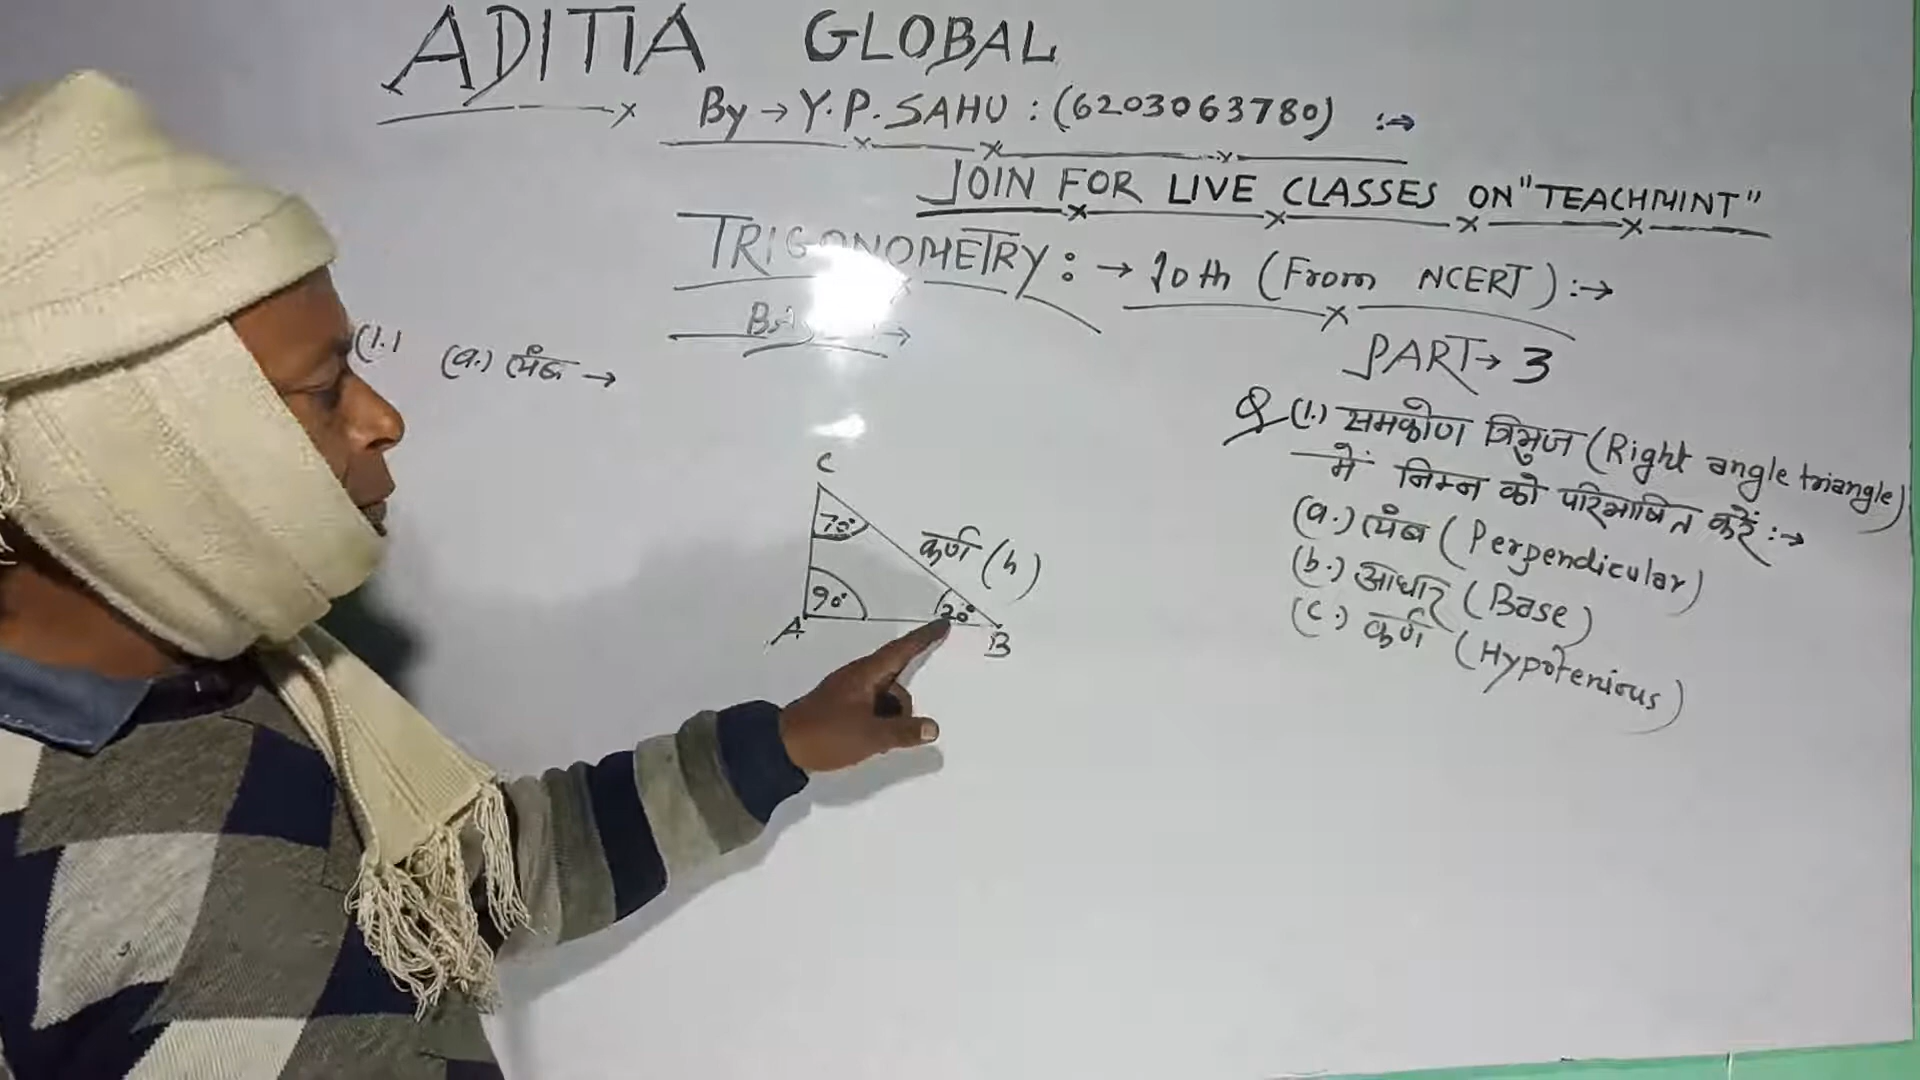 ADITIA GLOBAL
By → Y.P. SAHU : (6203063780) :→
JOIN FOR LIVE CLASSES ON "TEACHMINT"
TRIGONOMETRY : → 10th (From NCERT) :→
PART → 3
(1.) (a.) लंब →
Q (1.) समकोण त्रिभुज (Right angle triangle)
में निम्न को परिभाषित करें :→
(a.) लंब (Perpendicular)
(b.) आधार (Base)
(c.) कर्ण (Hypotenious)
C
70°
कर्ण (h)
90°
20°
A
B